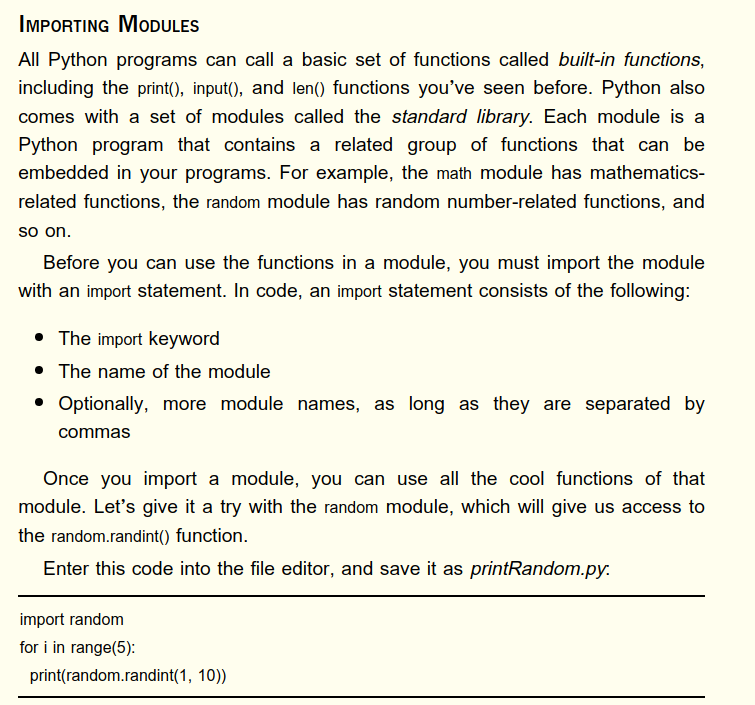 IMPORTING MODULES
All Python programs can call a basic set of functions called built-in functions,
including the print(), input(), and len() functions you’ve seen before. Python also
comes with a set of modules called the standard library. Each module is a
Python program that contains a related group of functions that can be
embedded in your programs. For example, the math module has mathematics-
related functions, the random module has random number-related functions, and
so on.
Before you can use the functions in a module, you must import the module
with an import statement. In code, an import statement consists of the following:
• The import keyword
• The name of the module
• Optionally, more module names, as long as they are separated by
commas
Once you import a module, you can use all the cool functions of that
module. Let’s give it a try with the random module, which will give us access to
the random.randint() function.
Enter this code into the file editor, and save it as printRandom.py:
import random
for i in range(5):
print(random.randint(1, 10))